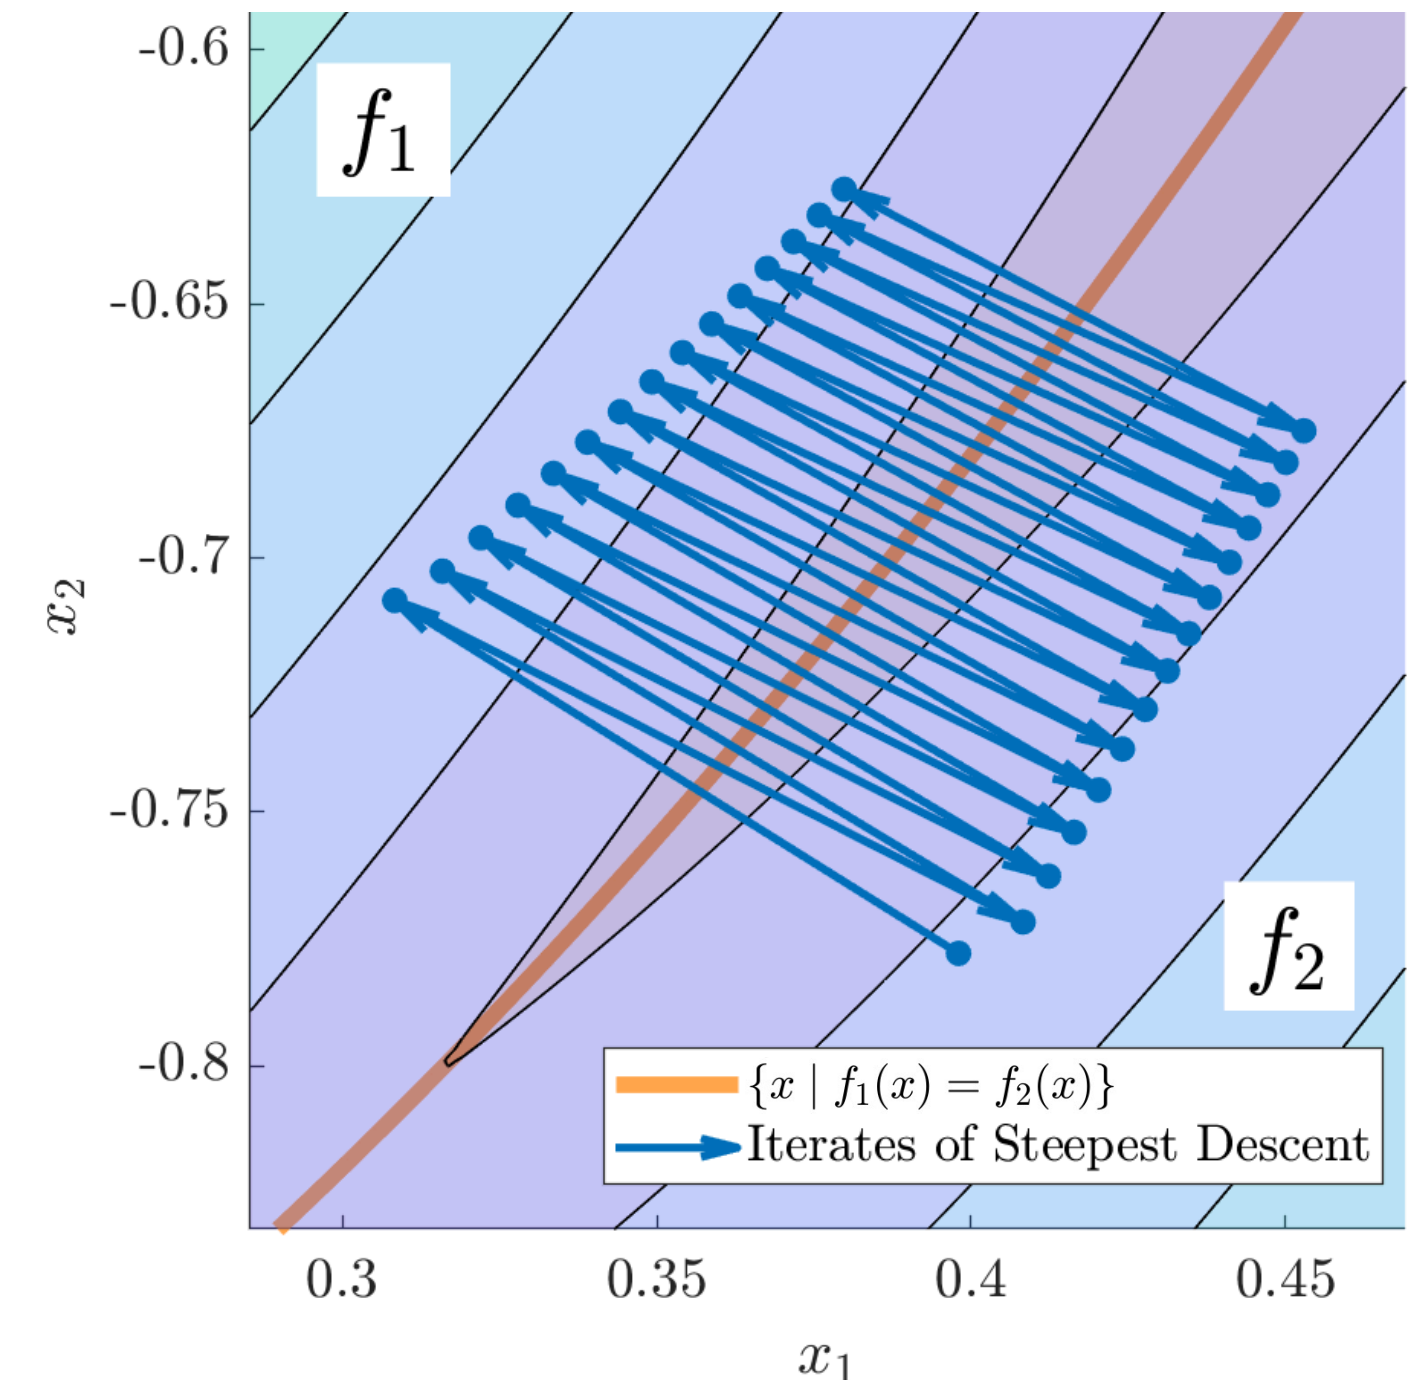 -0.6
f₁
-0.65
-0.7
x₂
-0.75
f₂
-0.8
{x | f₁(x) = f₂(x)}
Iterates of Steepest Descent
0.3 0.35 0.4 0.45
x₁